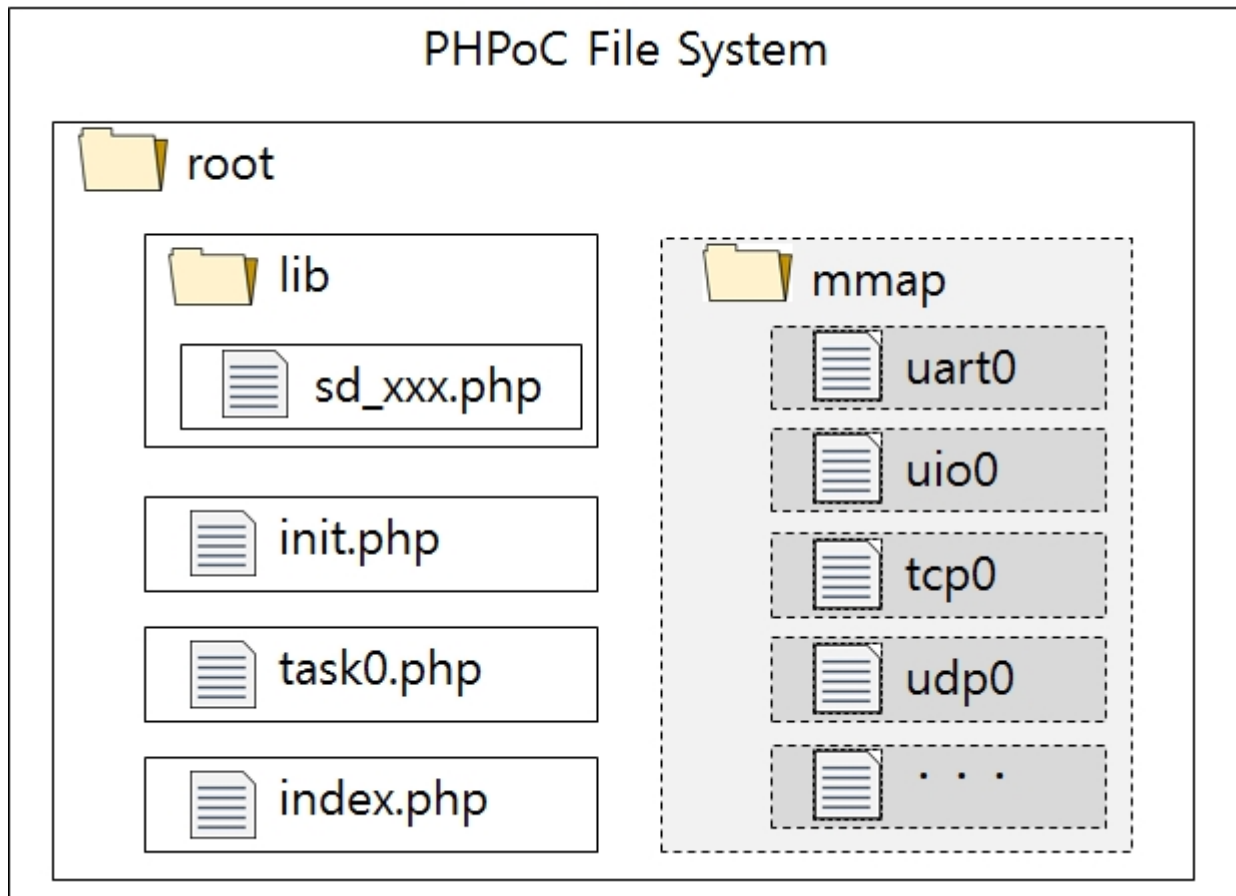 PHPoC File System
root
lib
sd_xxx.php
init.php
task0.php
index.php
mmap
uart0
uio0
tcp0
udp0
. . .